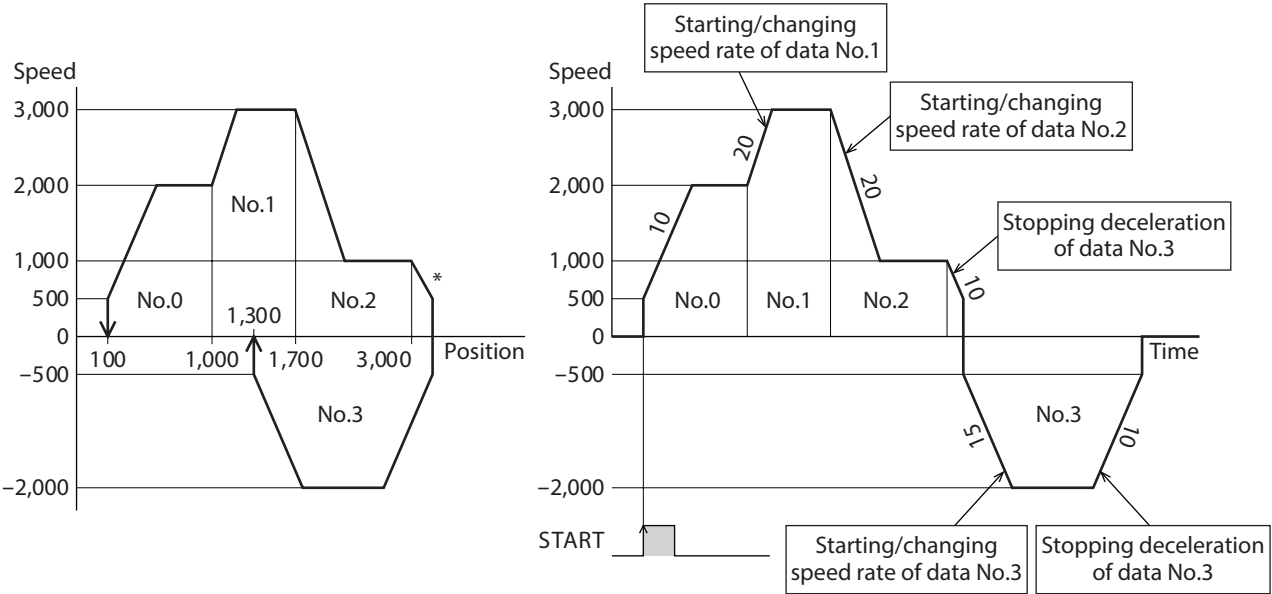 Speed
3,000
2,000
1,000
500
0
−500
−2,000
No.0
No.1
No.2
No.3
*
1,300
100
1,000
1,700
3,000
Position
Starting/changing
speed rate of data No.1
Speed
3,000
2,000
1,000
500
0
−500
−2,000
Starting/changing
speed rate of data No.2
Stopping deceleration
of data No.3
10
20
20
10
No.0
No.1
No.2
Time
No.3
15
10
START
Starting/changing
speed rate of data No.3
Stopping deceleration
of data No.3